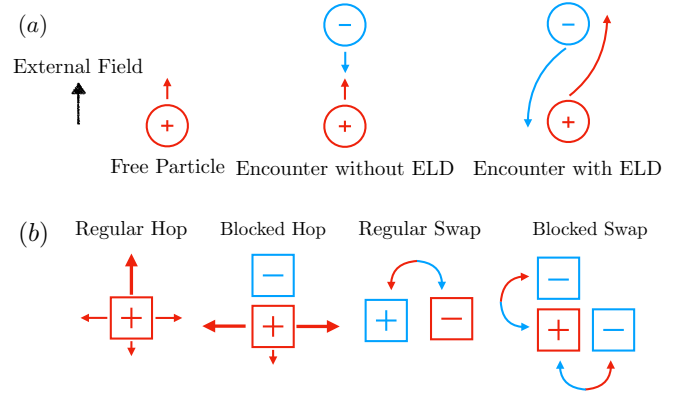 (a)
External Field
− −
+ + +
Free Particle Encounter without ELD Encounter with ELD
(b) Regular Hop Blocked Hop Regular Swap Blocked Swap
− −
+ + + − + −